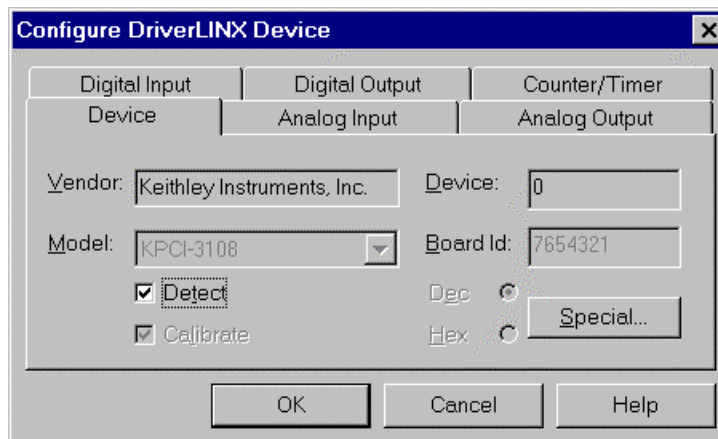 Configure DriverLINX Device
Digital Input Digital Output Counter/Timer
Device Analog Input Analog Output
Vendor: Keithley Instruments, Inc. Device: 0
Model: KPCI-3108 Board Id: 7654321
Detect Dec
Calibrate Hex Special...
OK Cancel Help